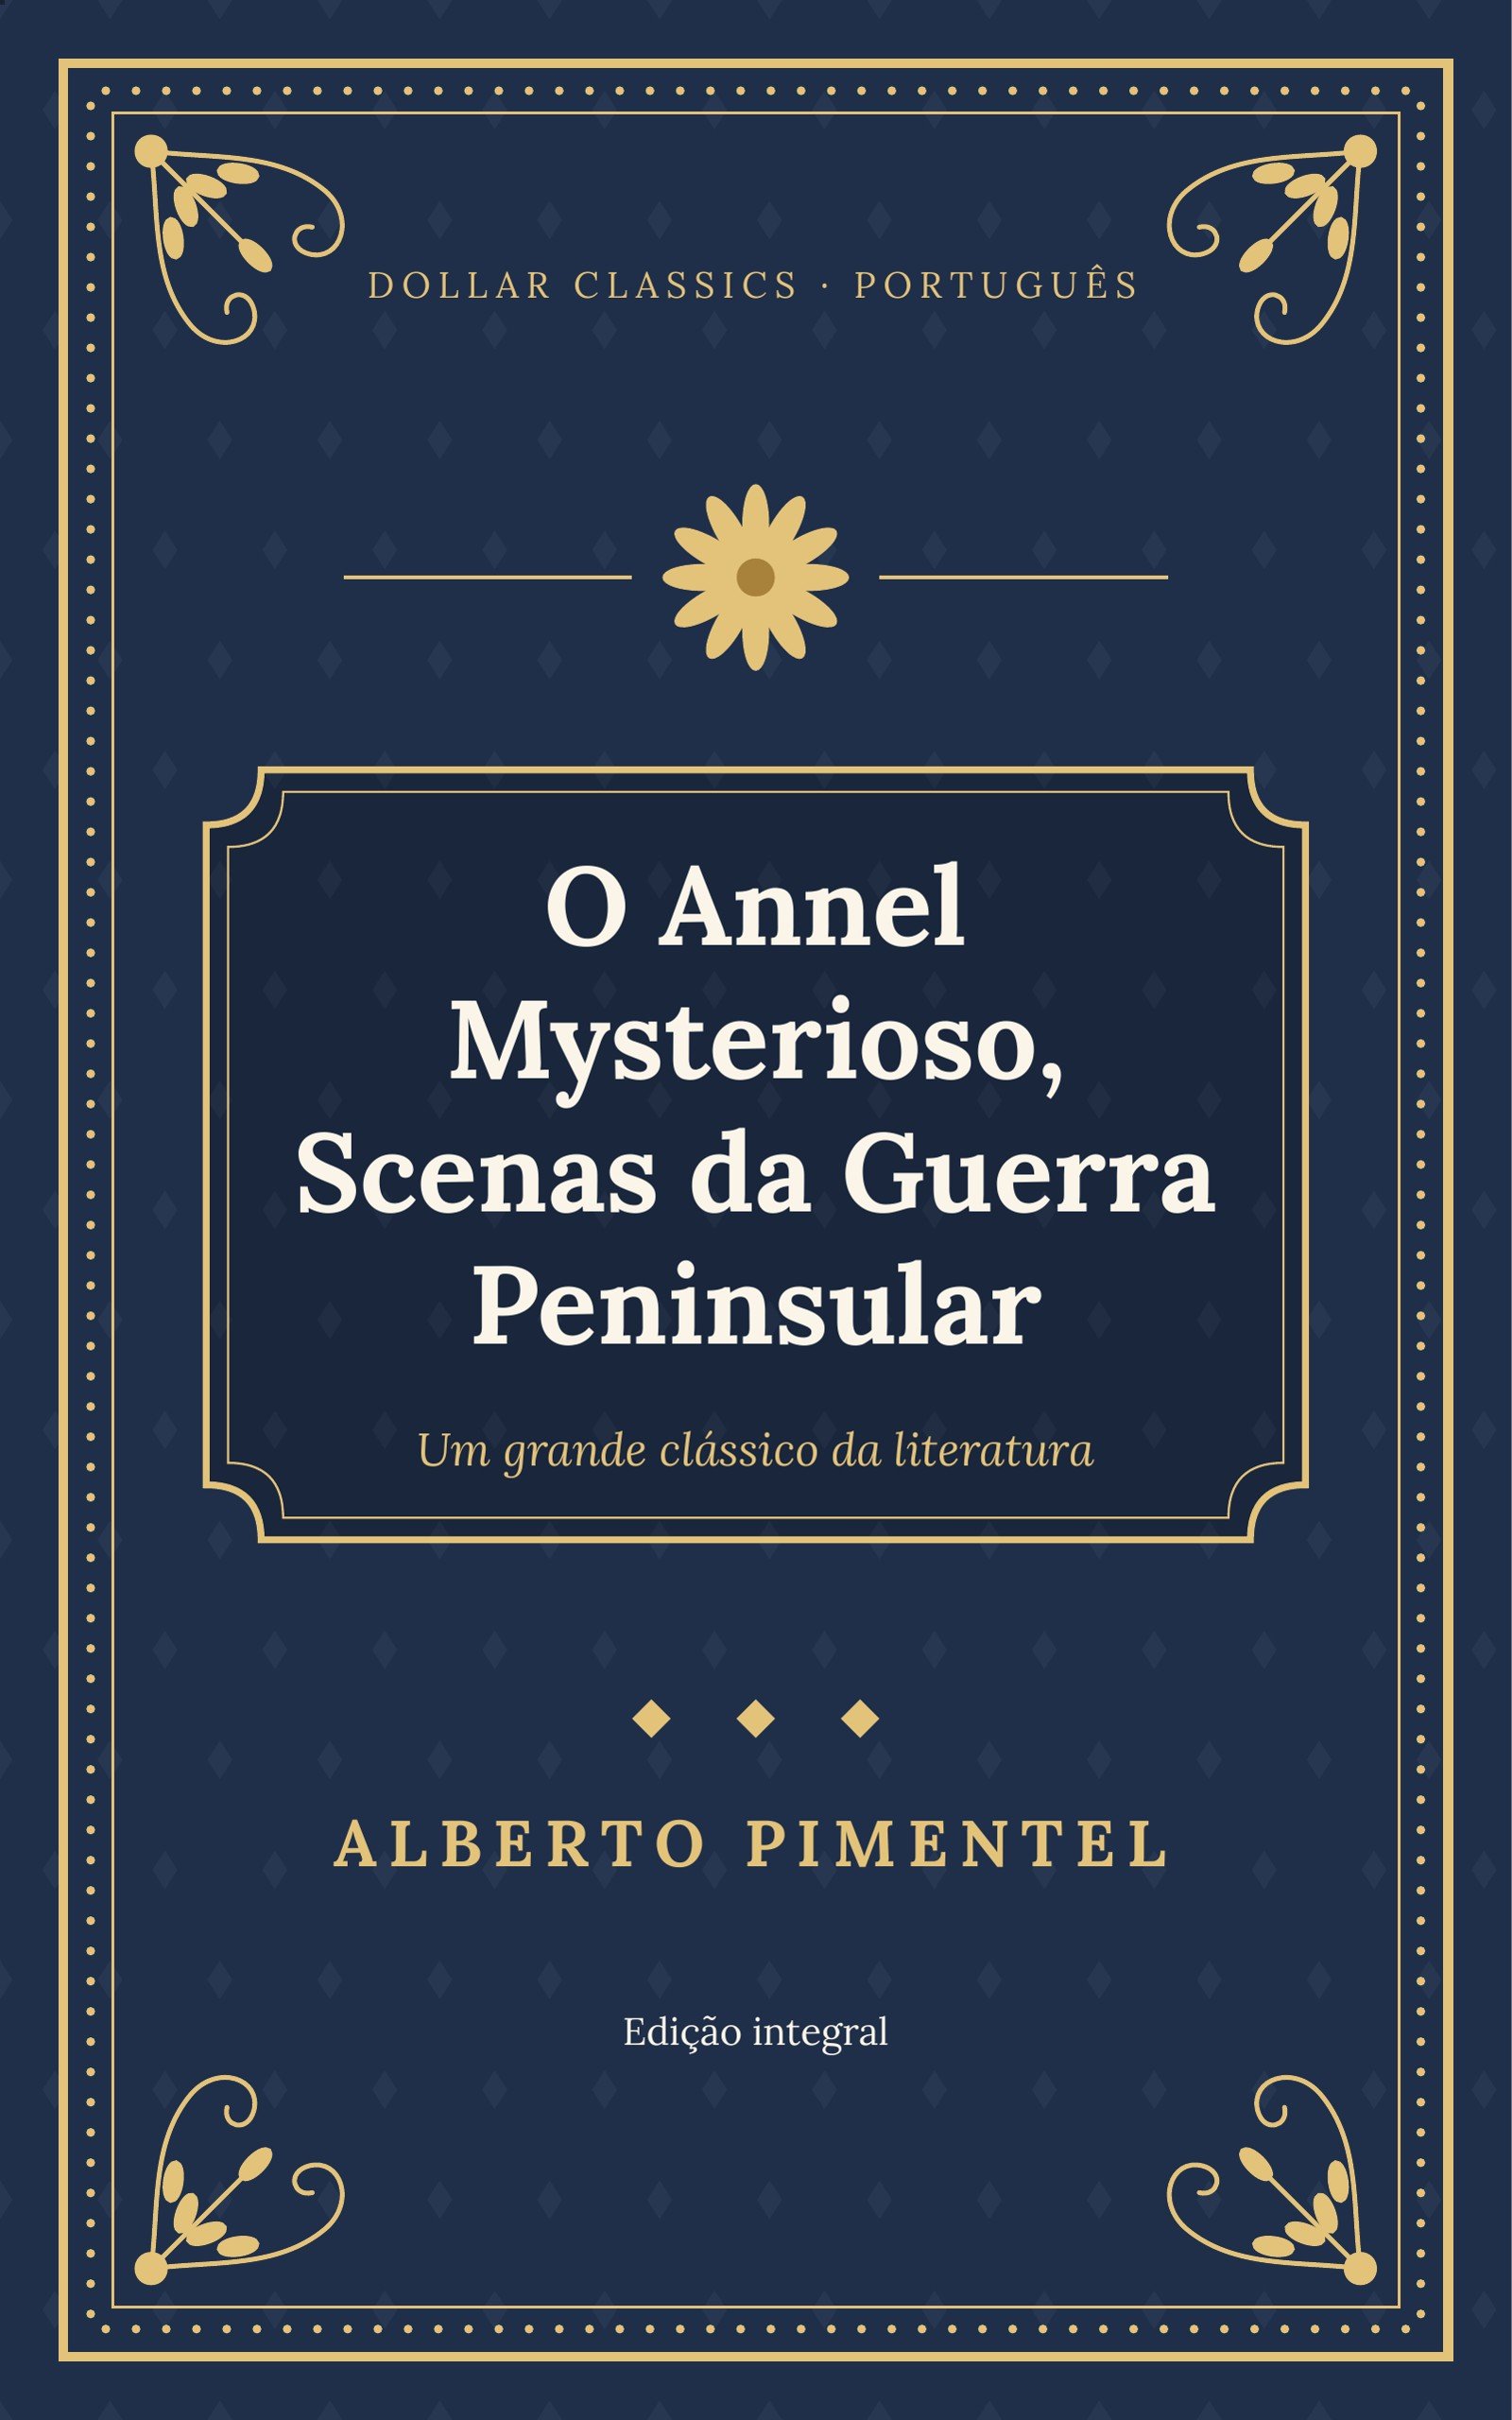 DOLLAR CLASSICS · PORTUGUÊS
O Annel
Mysterioso,
Scenas da Guerra
Peninsular
Um grande clássico da literatura
ALBERTO PIMENTEL
Edição integral